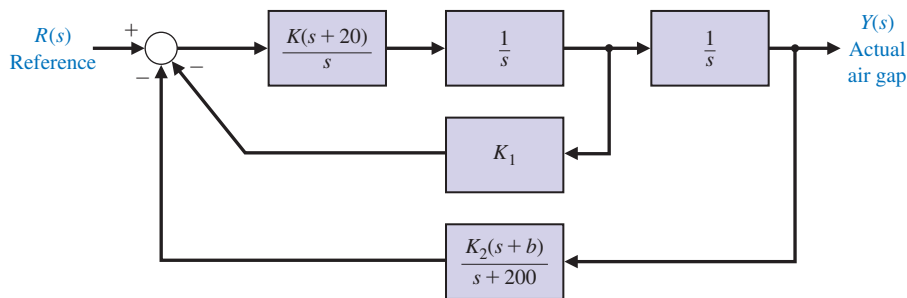 R(s)
Reference
+
−
−
K(s + 20)
s
1
s
1
s
Y(s)
Actual
air gap
K₁
K₂(s + b)
s + 200